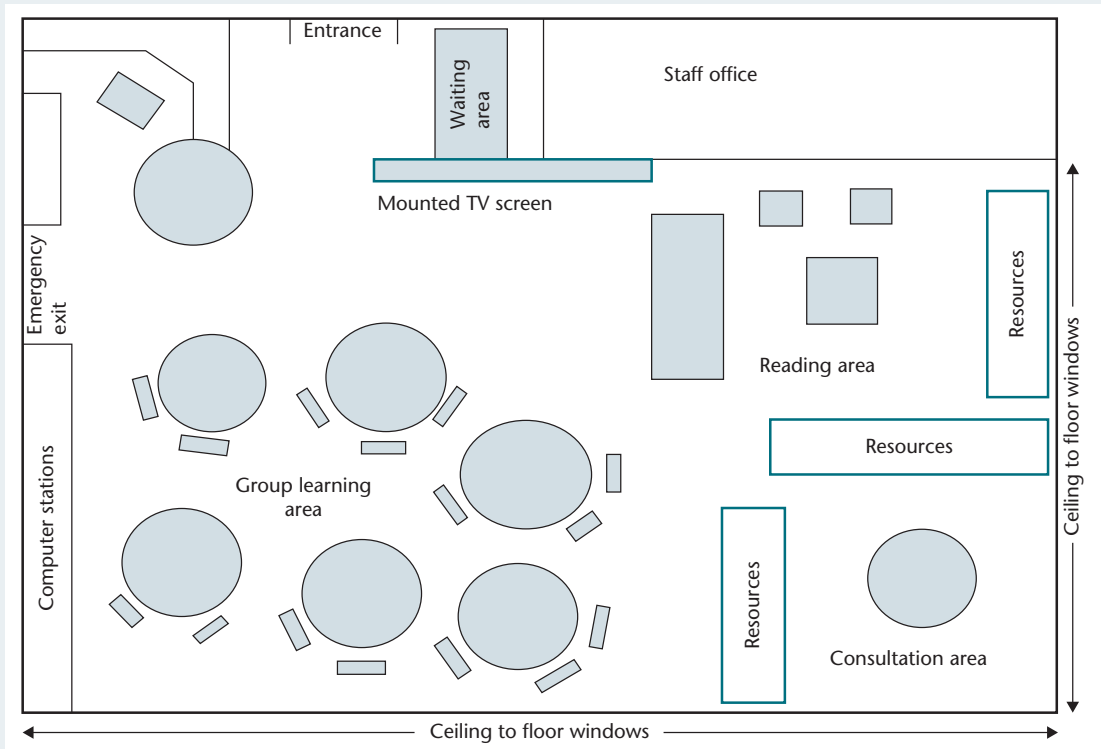 Entrance
Waiting
area
Staff office
Mounted TV screen
Emergency
exit
Resources
Reading area
Ceiling to floor windows
Resources
Group learning
area
Computer stations
Resources
Consultation area
Ceiling to floor windows